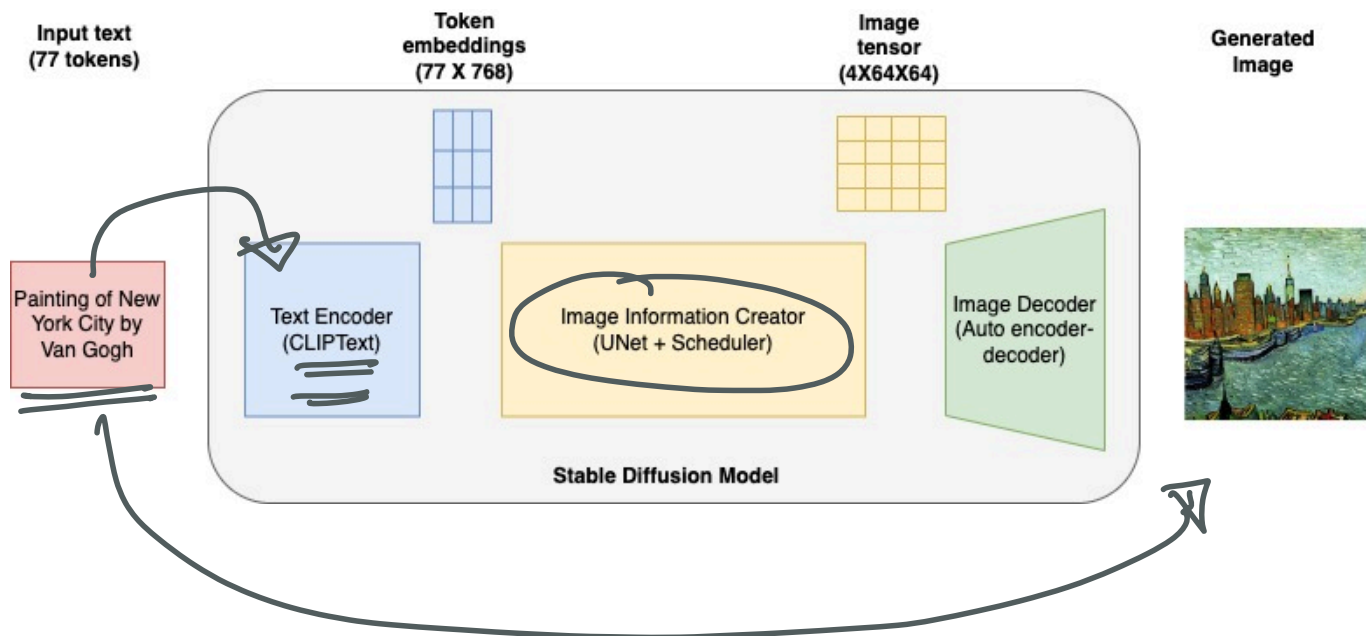 Input text
(77 tokens)
Token
embeddings
(77 X 768)
Image
tensor
(4X64X64)
Generated
Image
Painting of New
York City by
Van Gogh
Text Encoder
(CLIPText)
Image Information Creator
(UNet + Scheduler)
Image Decoder
(Auto encoder-
decoder)
Stable Diffusion Model